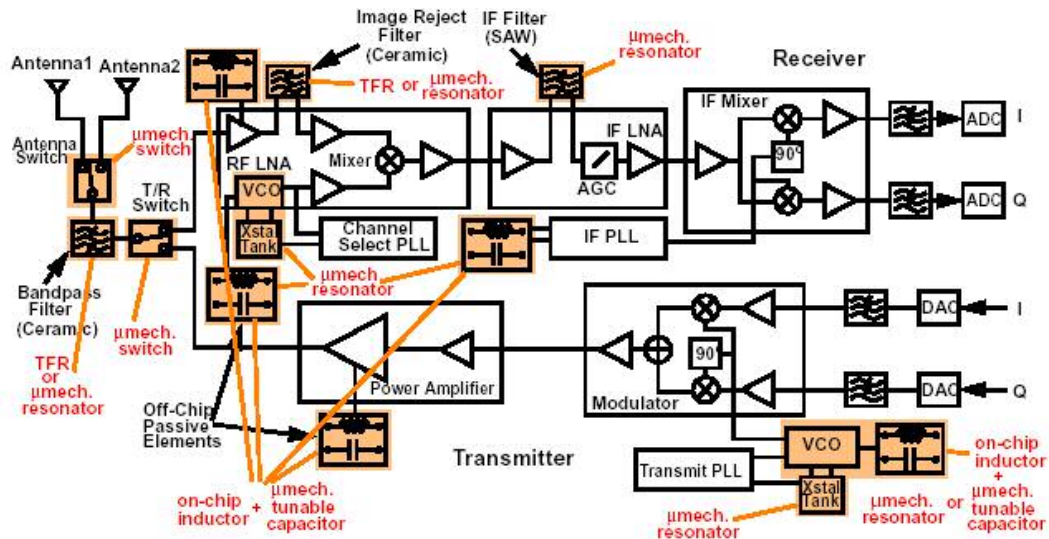 Image Reject
Filter
(Ceramic)
IF Filter
(SAW)
μmech.
resonator
Receiver
Antenna1
Antenna2
TFR or μmech.
resonator
IF Mixer
Antenna
Switch
μmech.
switch
RF LNA
Mixer
IF LNA
AGC
90°
ADC
I
ADC
Q
T/R
Switch
VCO
Xstal
Tank
Channel
Select PLL
IF PLL
μmech.
resonator
Bandpass
Filter
(Ceramic)
μmech.
switch
TFR
or
μmech.
resonator
Power Amplifier
Off-Chip
Passive
Elements
90°
Modulator
DAC
I
DAC
Q
Transmitter
on-chip
inductor
+
μmech.
tunable
capacitor
Transmit PLL
VCO
Xstal
Tank
μmech.
resonator
μmech.
resonator
or
on-chip
inductor
+
μmech.
tunable
capacitor